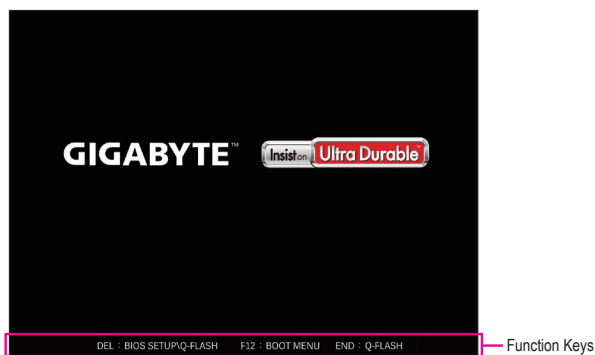 GIGABYTE™ Insist on Ultra Durable™
DEL : BIOS SETUP\Q-FLASH F12 : BOOT MENU END : Q-FLASH
Function Keys